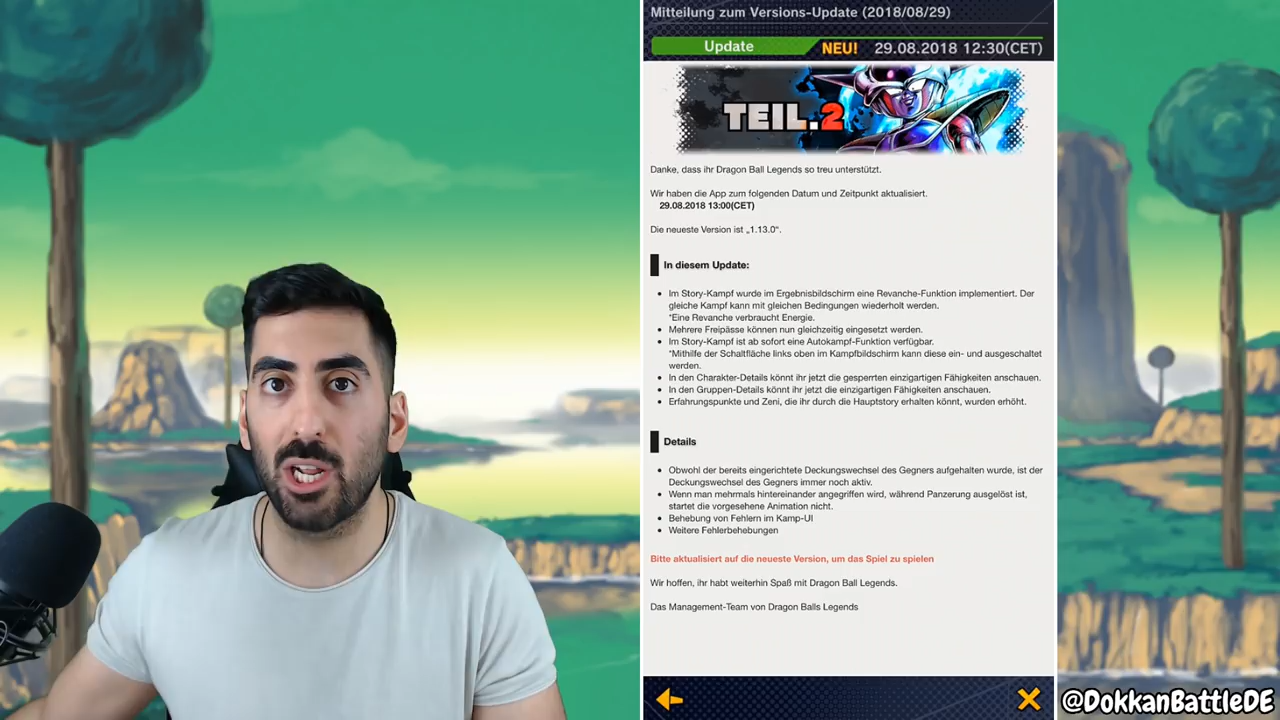 Mitteilung zum Versions-Update (2018/08/29)
Update NEU! 29.08.2018 12:30(CET)
TEIL.2
Danke, dass ihr Dragon Ball Legends so treu unterstützt.
Wir haben die App zum folgenden Datum und Zeitpunkt aktualisiert.
29.08.2018 13:00(CET)
Die neueste Version ist „1.13.0“.
In diesem Update:
• Im Story-Kampf wurde im Ergebnisbildschirm eine Revanche-Funktion implementiert. Der
gleiche Kampf kann mit gleichen Bedingungen wiederholt werden.
*Eine Revanche verbraucht Energie.
• Mehrere Freipässe können nun gleichzeitig eingesetzt werden.
• Im Story-Kampf ist ab sofort eine Autokampf-Funktion verfügbar.
*Mithilfe der Schaltfläche links oben im Kampfbildschirm kann diese ein- und ausgeschaltet
werden.
• In den Charakter-Details könnt ihr jetzt die gesperrten einzigartigen Fähigkeiten anschauen.
• In den Gruppen-Details könnt ihr jetzt die einzigartigen Fähigkeiten anschauen.
• Erfahrungspunkte und Zeni, die ihr durch die Hauptstory erhalten könnt, wurden erhöht.
Details
• Obwohl der bereits eingerichtete Deckungswechsel des Gegners aufgehalten wurde, ist der
Deckungswechsel des Gegners immer noch aktiv.
• Wenn man mehrmals hintereinander angegriffen wird, während Panzerung ausgelöst ist,
startet die vorgesehene Animation nicht.
• Behebung von Fehlern im Kamp-UI
• Weitere Fehlerbehebungen
Bitte aktualisiert auf die neueste Version, um das Spiel zu spielen
Wir hoffen, ihr habt weiterhin Spaß mit Dragon Ball Legends.
Das Management-Team von Dragon Balls Legends
@DokkanBattleDE